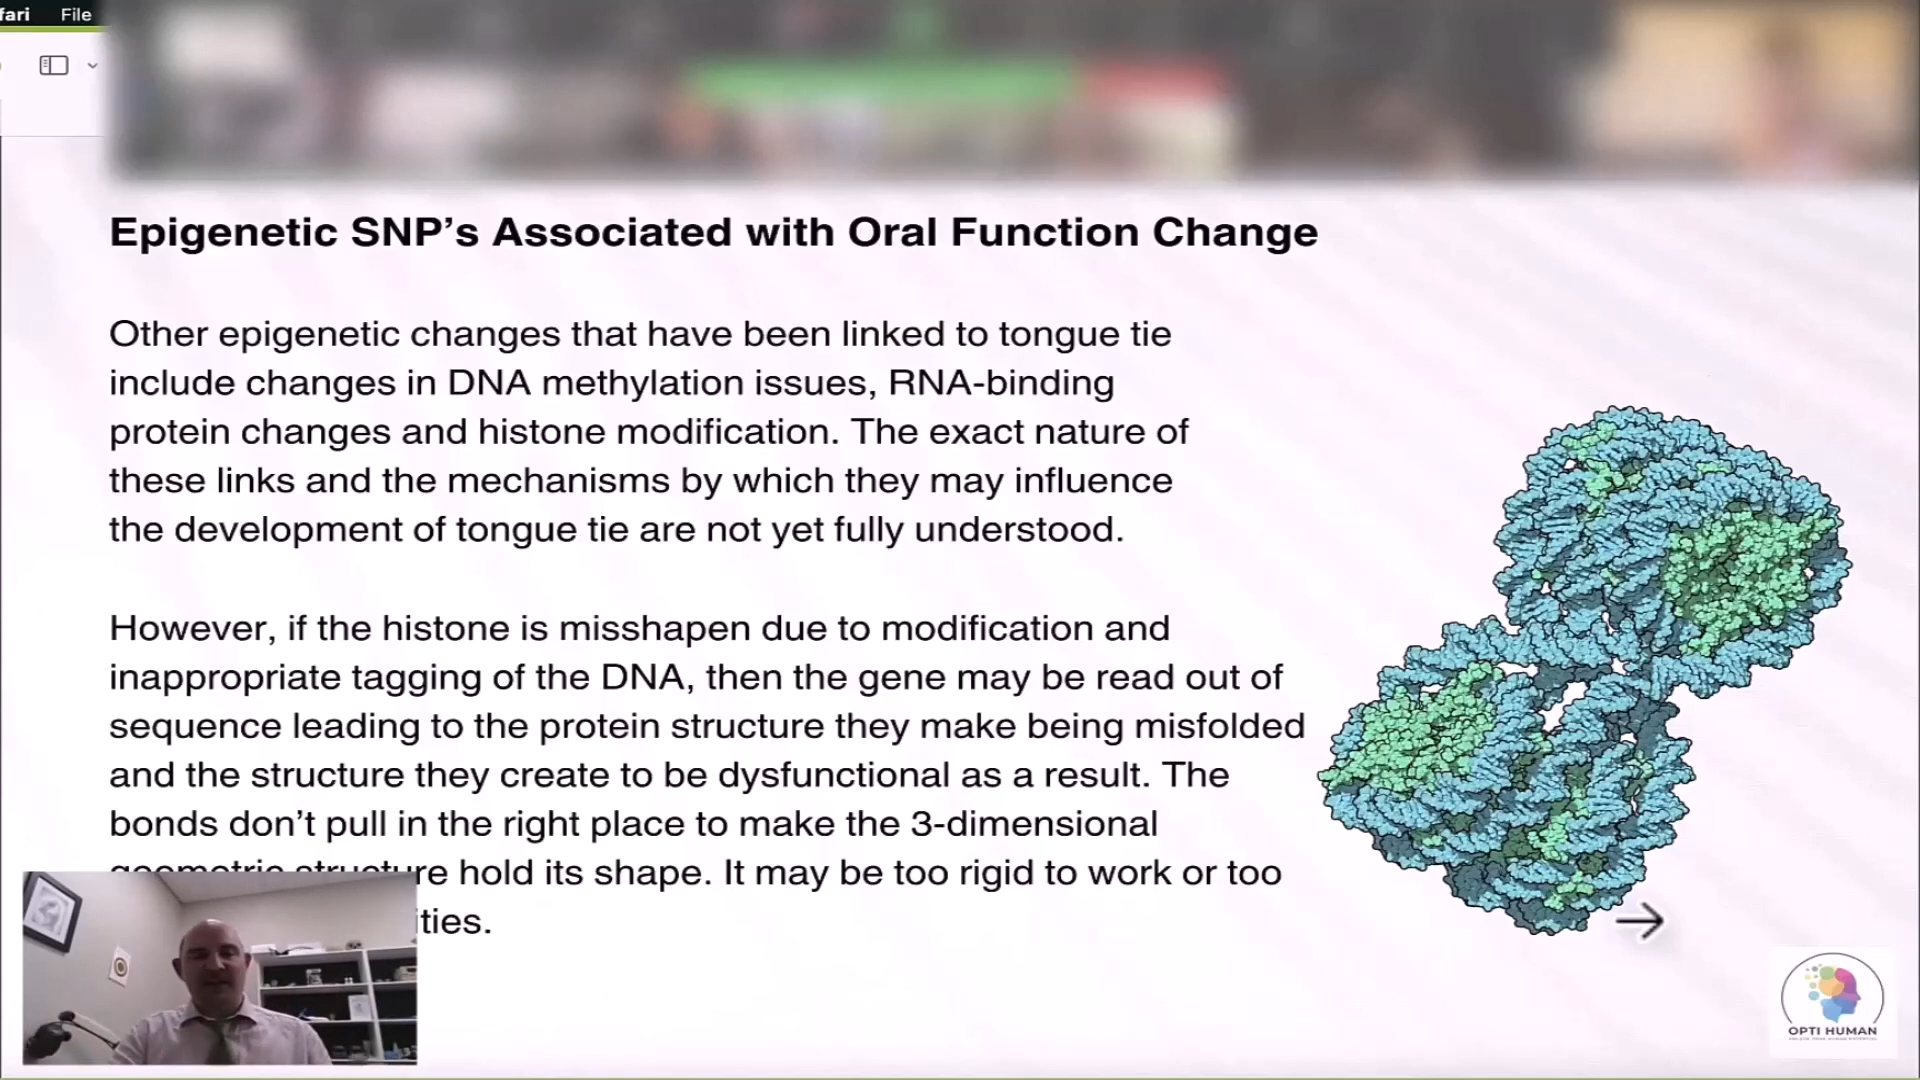 fari File
Epigenetic SNP’s Associated with Oral Function Change
Other epigenetic changes that have been linked to tongue tie
include changes in DNA methylation issues, RNA-binding
protein changes and histone modification. The exact nature of
these links and the mechanisms by which they may influence
the development of tongue tie are not yet fully understood.
However, if the histone is misshapen due to modification and
inappropriate tagging of the DNA, then the gene may be read out of
sequence leading to the protein structure they make being misfolded
and the structure they create to be dysfunctional as a result. The
bonds don’t pull in the right place to make the 3-dimensional
geometric structure hold its shape. It may be too rigid to work or too
ities.
OPTI HUMAN